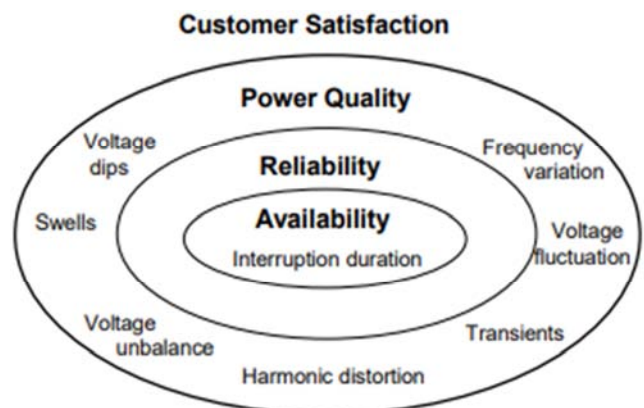 Customer Satisfaction
Power Quality
Voltage
dips
Frequency
variation
Reliability
Swells
Availability
Voltage
fluctuation
Interruption duration
Voltage
unbalance
Transients
Harmonic distortion